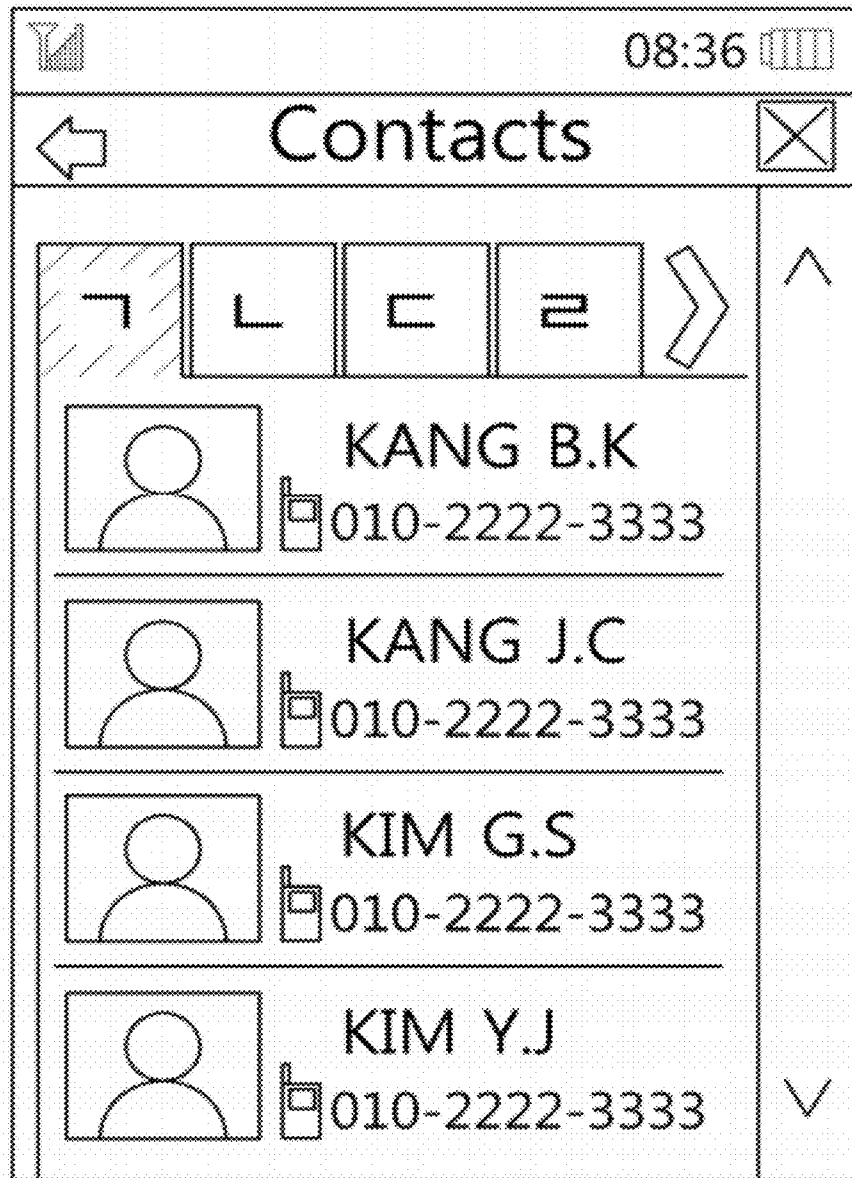 08:36
Contacts
ㄱ ㄴ ㄷ ㄹ
KANG B.K
010-2222-3333
KANG J.C
010-2222-3333
KIM G.S
010-2222-3333
KIM Y.J
010-2222-3333